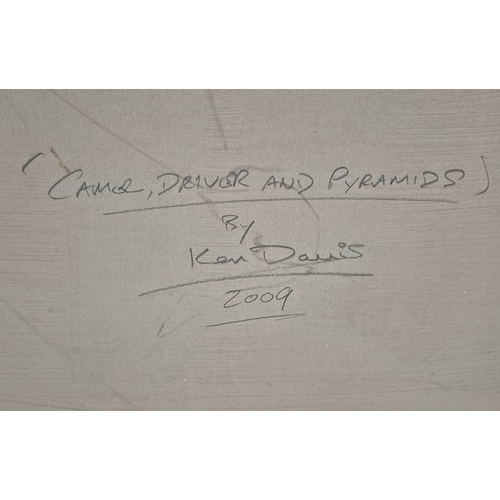 (CAMEL, DRIVER AND PYRAMIDS)
By
Ken Davis
2009